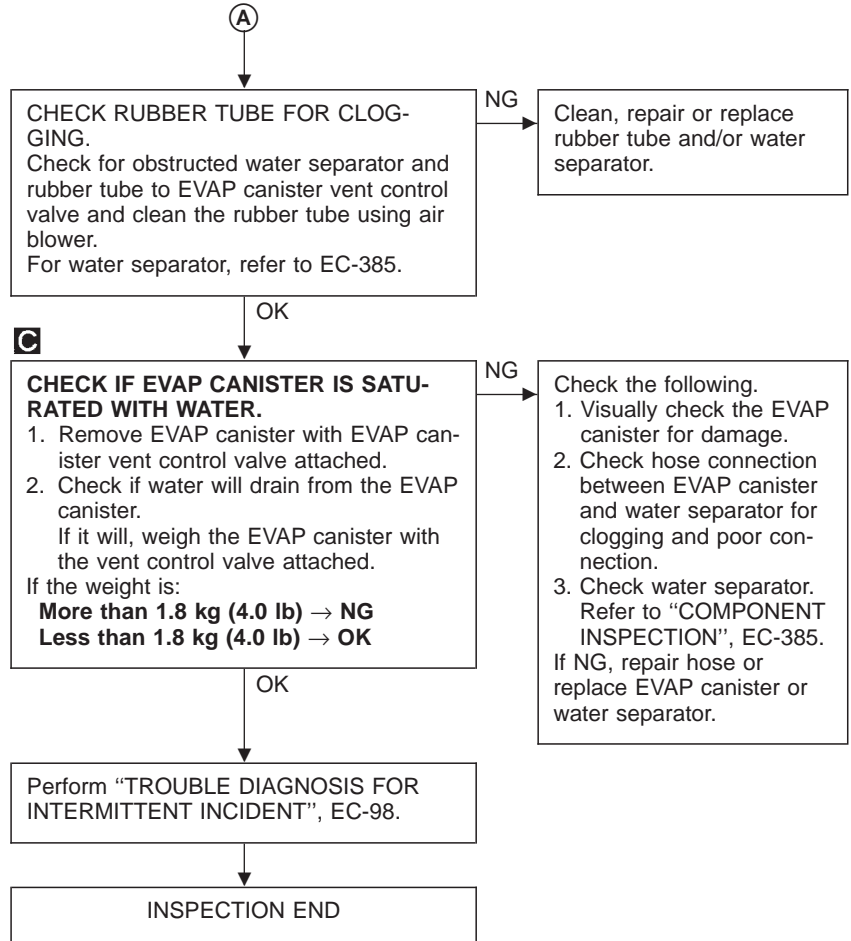 A
CHECK RUBBER TUBE FOR CLOG-
GING.
Check for obstructed water separator and
rubber tube to EVAP canister vent control
valve and clean the rubber tube using air
blower.
For water separator, refer to EC-385.
NG
Clean, repair or replace
rubber tube and/or water
separator.
OK
C
CHECK IF EVAP CANISTER IS SATU-
RATED WITH WATER.
1. Remove EVAP canister with EVAP can-
ister vent control valve attached.
2. Check if water will drain from the EVAP
canister.
If it will, weigh the EVAP canister with
the vent control valve attached.
If the weight is:
More than 1.8 kg (4.0 lb) → NG
Less than 1.8 kg (4.0 lb) → OK
NG
Check the following.
1. Visually check the EVAP
canister for damage.
2. Check hose connection
between EVAP canister
and water separator for
clogging and poor con-
nection.
3. Check water separator.
Refer to “COMPONENT
INSPECTION’’, EC-385.
If NG, repair hose or
replace EVAP canister or
water separator.
OK
Perform “TROUBLE DIAGNOSIS FOR
INTERMITTENT INCIDENT’’, EC-98.
INSPECTION END